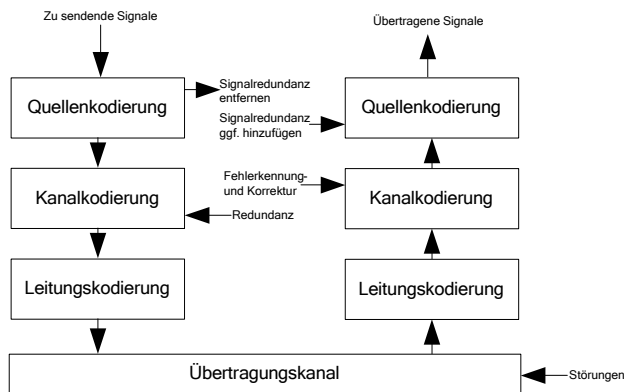 Zu sendende Signale
Übertragene Signale
Quellenkodierung
Signalredundanz
entfernen
Signalredundanz
ggf. hinzufügen
Quellenkodierung
Kanalkodierung
Fehlerkennung-
und Korrektur
Redundanz
Kanalkodierung
Leitungskodierung
Leitungskodierung
Übertragungskanal
Störungen